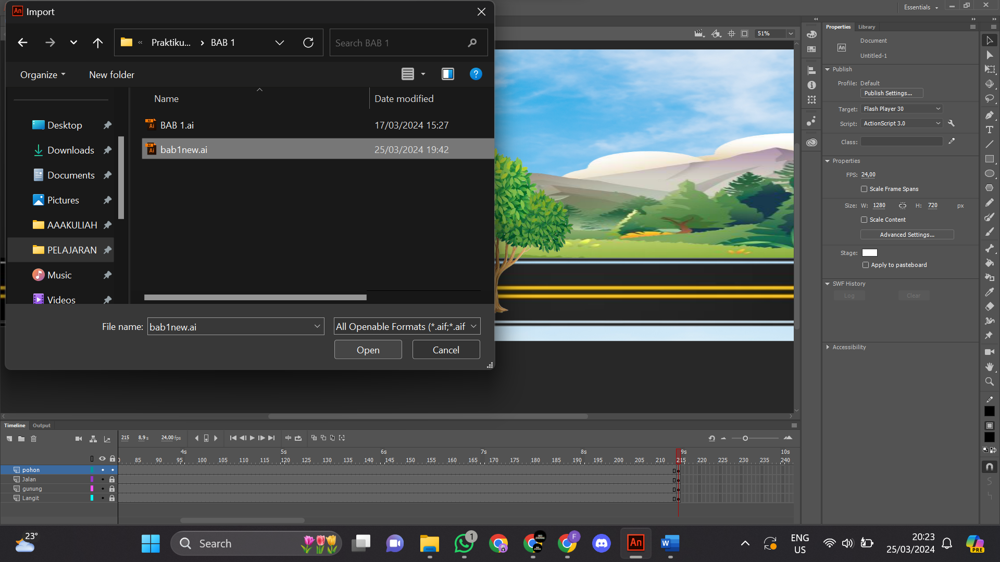 An Import
Essentials
« Praktiku... > BAB 1
Search BAB 1
Organize
New folder
?
Name
Date modified
BAB 1.ai
17/03/2024 15:27
bab1new.ai
25/03/2024 19:42
Desktop
Downloads
Documents
Pictures
AAAKULIAH
PELAJARAN
Music
Videos
File name:
bab1new.ai
All Openable Formats (*.aif;*.aif
Open
Cancel
51%
Properties
Library
Document
An
Untitled-1
Publish
Profile: Default
Publish Settings...
Target: Flash Player 30
Script: ActionScript 3.0
Class:
Properties
FPS: 24,00
Scale Frame Spans
Size: W: 1280 H: 720 px
Scale Content
Advanced Settings...
Stage:
Apply to pasteboard
SWF History
Log
Clear
Accessibility
Timeline
Output
215 8,9 s 24,00 fps
4s 5s 6s 7s 8s 9s 10s
85 90 95 100 105 110 115 120 125 130 135 140 145 150 155 160 165 170 175 180 185 190 195 200 205 210 215 220 225 230 235 240
pohon
Jalan
gunung
Langit
23°
Search
1
F
An
W
ENG
US
20:23
25/03/2024
PRE